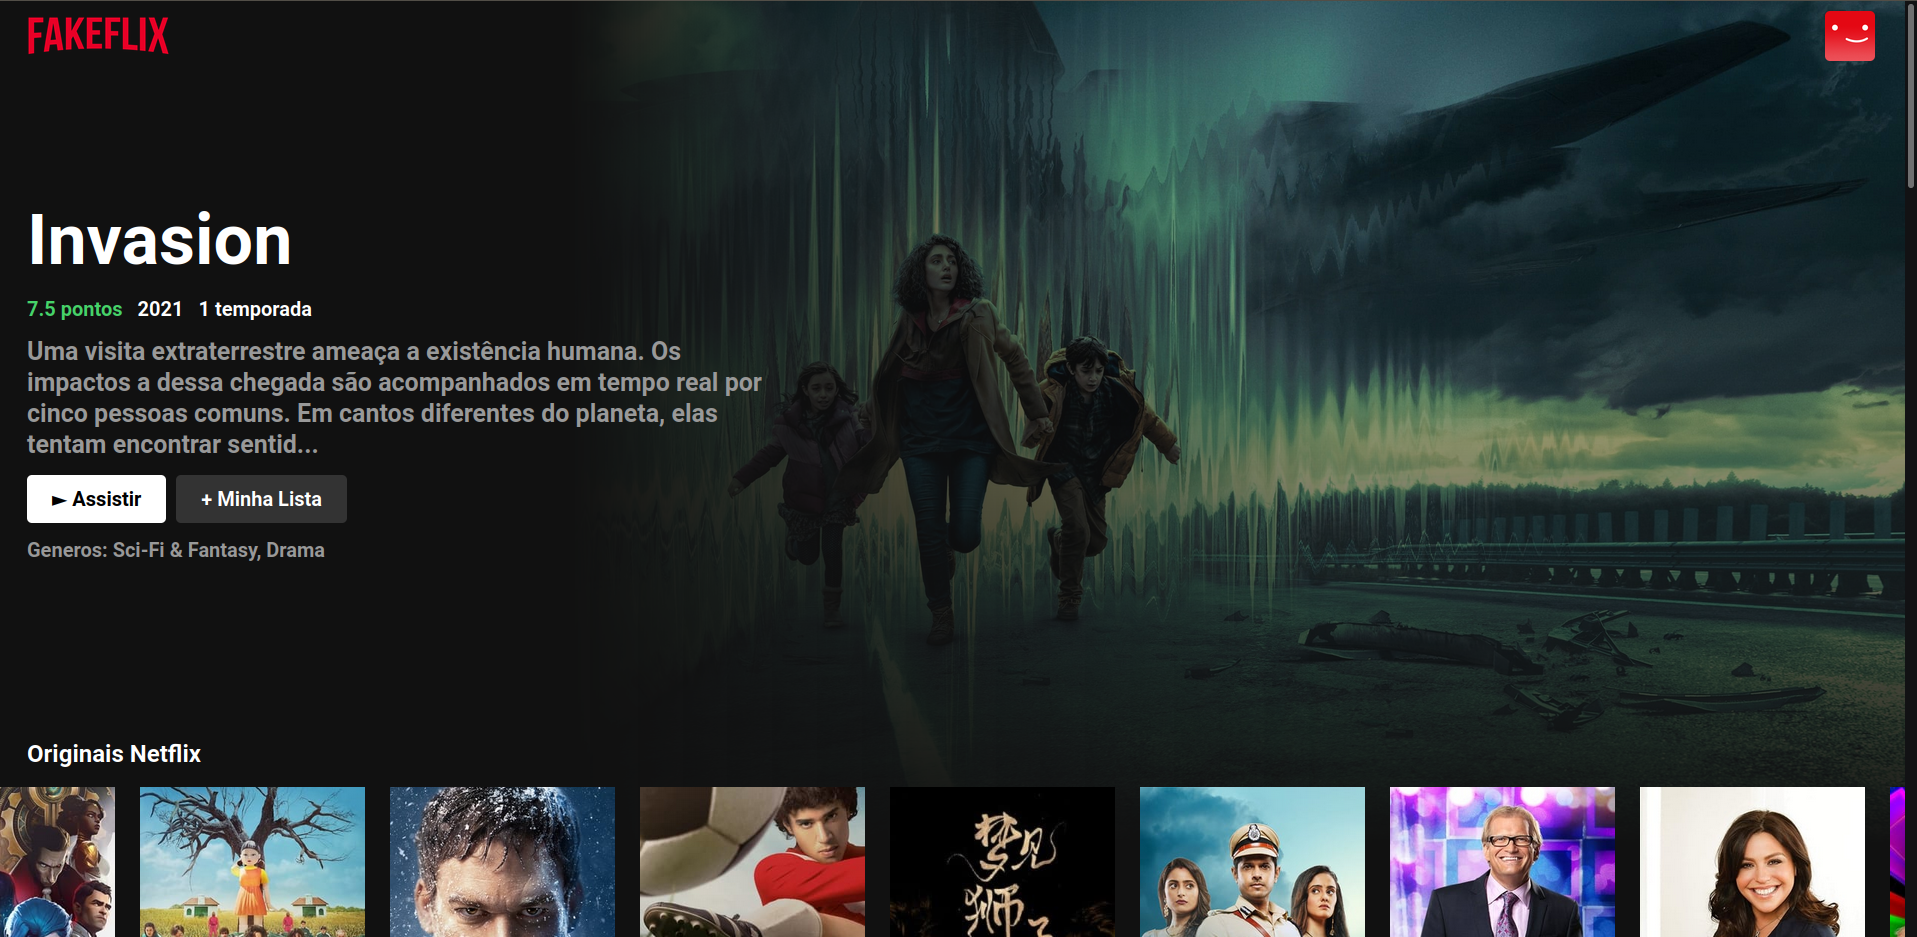 FAKEFLIX
Invasion
7.5 pontos 2021 1 temporada
Uma visita extraterrestre ameaça a existência humana. Os
impactos a dessa chegada são acompanhados em tempo real por
cinco pessoas comuns. Em cantos diferentes do planeta, elas
tentam encontrar sentid...
► Assistir + Minha Lista
Generos: Sci-Fi & Fantasy, Drama
Originais Netflix
梦
见
狮